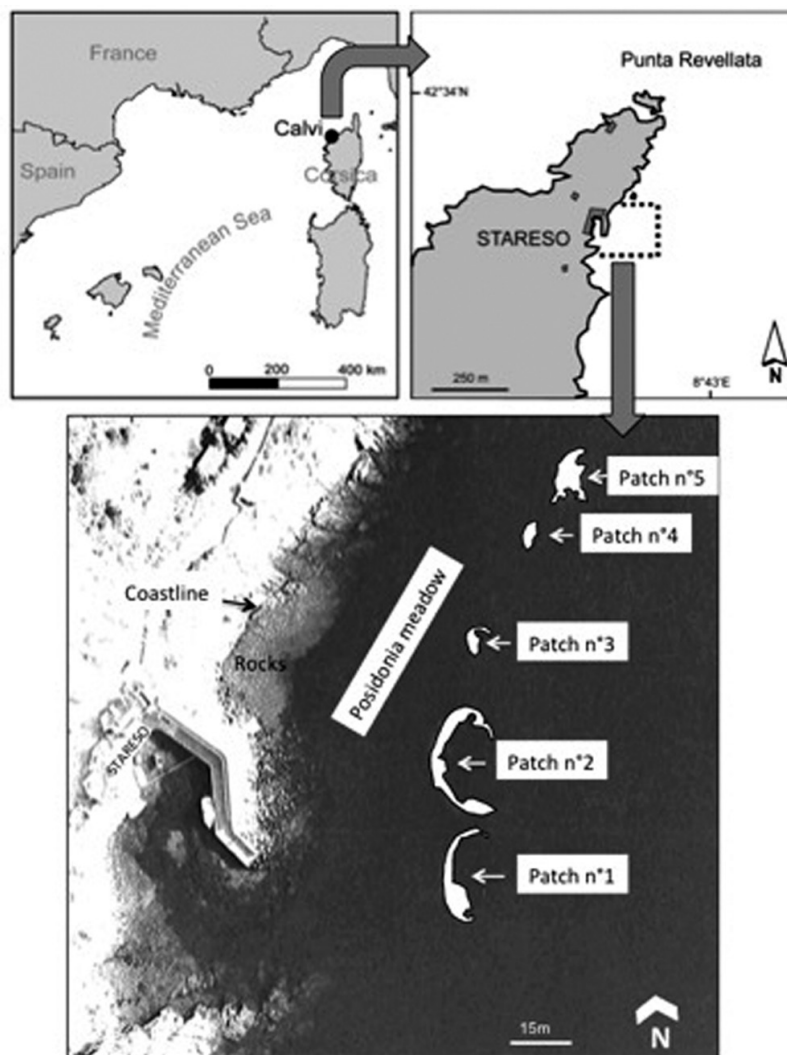 France
Calvi
Spain
Corsica
Mediterranean Sea
0 200 400 km
Punta Revellata
42°34'N
STARESO
250 m
8°43'E
N
Patch n°5
Patch n°4
Coastline
Posidonia meadow
Patch n°3
Rocks
STARESO
Patch n°2
Patch n°1
15m
N